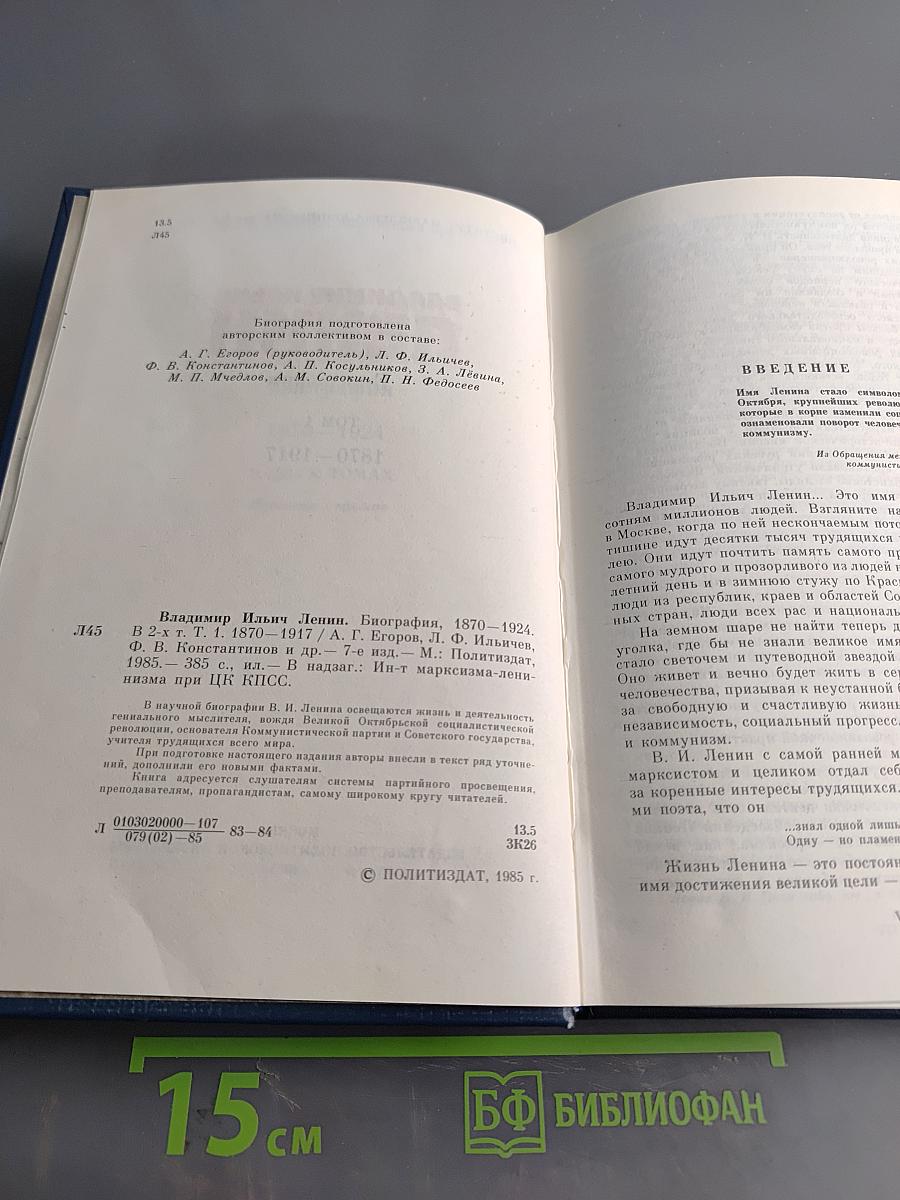 13.5
Л45
Биография подготовлена
авторским коллективом в составе:
А. Г. Егоров (руководитель), Л. Ф. Ильичев,
Ф. В. Константинов, А. П. Косульников, З. А. Лёвина,
М. П. Мчедлов, А. М. Совокин, П. Н. Федосеев
Владимир Ильич Ленин. Биография, 1870—1924.
Л45 В 2-х т. Т. 1. 1870—1917 / А. Г. Егоров, Л. Ф. Ильичев,
Ф. В. Константинов и др.— 7-е изд.— М.: Политиздат,
1985.— 385 с., ил.— В надзаг.: Ин-т марксизма-лени-
низма при ЦК КПСС.
В научной биографии В. И. Ленина освещаются жизнь и деятельность
гениального мыслителя, вождя Великой Октябрьской социалистической
революции, основателя Коммунистической партии и Советского государства,
учителя трудящихся всего мира.
При подготовке настоящего издания авторы внесли в текст ряд уточне-
ний, дополнили его новыми фактами.
Книга адресуется слушателям системы партийного просвещения,
преподавателям, пропагандистам, самому широкому кругу читателей.
Л 0103020000—107 83—84
079(02)—85
13.5
3К26
© ПОЛИТИЗДАТ, 1985 г.
ВВЕДЕНИЕ
Имя Ленина стало символом
Октября, крупнейших револю
которые в корне изменили соц
ознаменовали поворот человеч
коммунизму.
Из Обращения ме
коммунисть
Владимир Ильич Ленин... Это имя
сотням миллионов людей. Взгляните на
в Москве, когда по ней нескончаемым пото
тишине идут десятки тысяч трудящихся
лею. Они идут почтить память самого пр
самого мудрого и прозорливого из людей н
летний день и в зимнюю стужу по Крас
люди из республик, краев и областей Со
ных стран, люди всех рас и националь
На земном шаре не найти теперь д
уголка, где бы не знали великое имя
стало светочем и путеводной звездой
Оно живет и вечно будет жить в сер
человечества, призывая к неустанной б
за свободную и счастливую жизнь
независимость, социальный прогресс,
и коммунизм.
В. И. Ленин с самой ранней м
марксистом и целиком отдал себ
за коренные интересы трудящихся.
ми поэта, что он
...знал одной лишь
Одну — но пламен
Жизнь Ленина — это постоян
имя достижения великой цели —
15 см
БФ БИБЛИОФАН